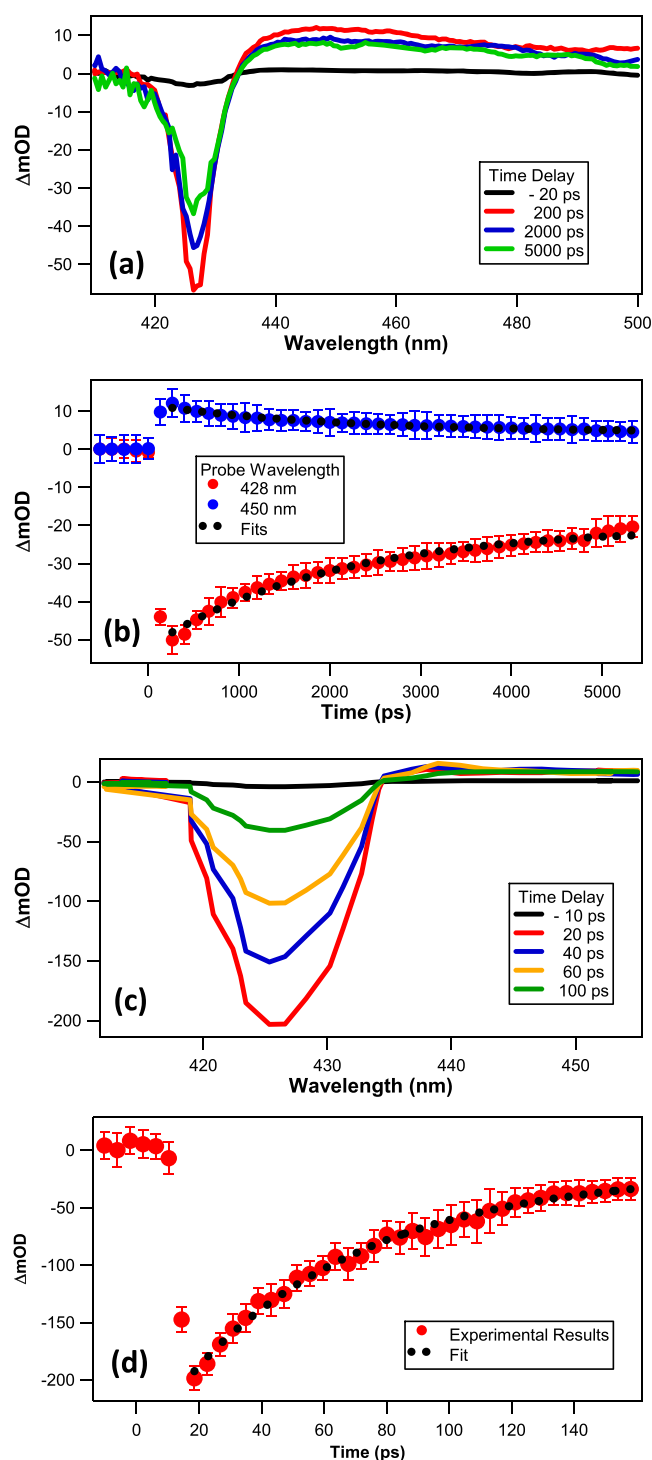 10
0
-10
-20
-30
-40
-50
ΔmOD
(a)
Time Delay
- 20 ps
200 ps
2000 ps
5000 ps
420
440
460
480
500
Wavelength (nm)
10
0
-10
-20
-30
-40
-50
ΔmOD
Probe Wavelength
428 nm
450 nm
Fits
(b)
0
1000
2000
3000
4000
5000
Time (ps)
0
-50
-100
-150
-200
ΔmOD
(c)
Time Delay
- 10 ps
20 ps
40 ps
60 ps
100 ps
420
430
440
450
Wavelength (nm)
0
-50
-100
-150
-200
ΔmOD
(d)
Experimental Results
Fit
0
20
40
60
80
100
120
140
Time (ps)